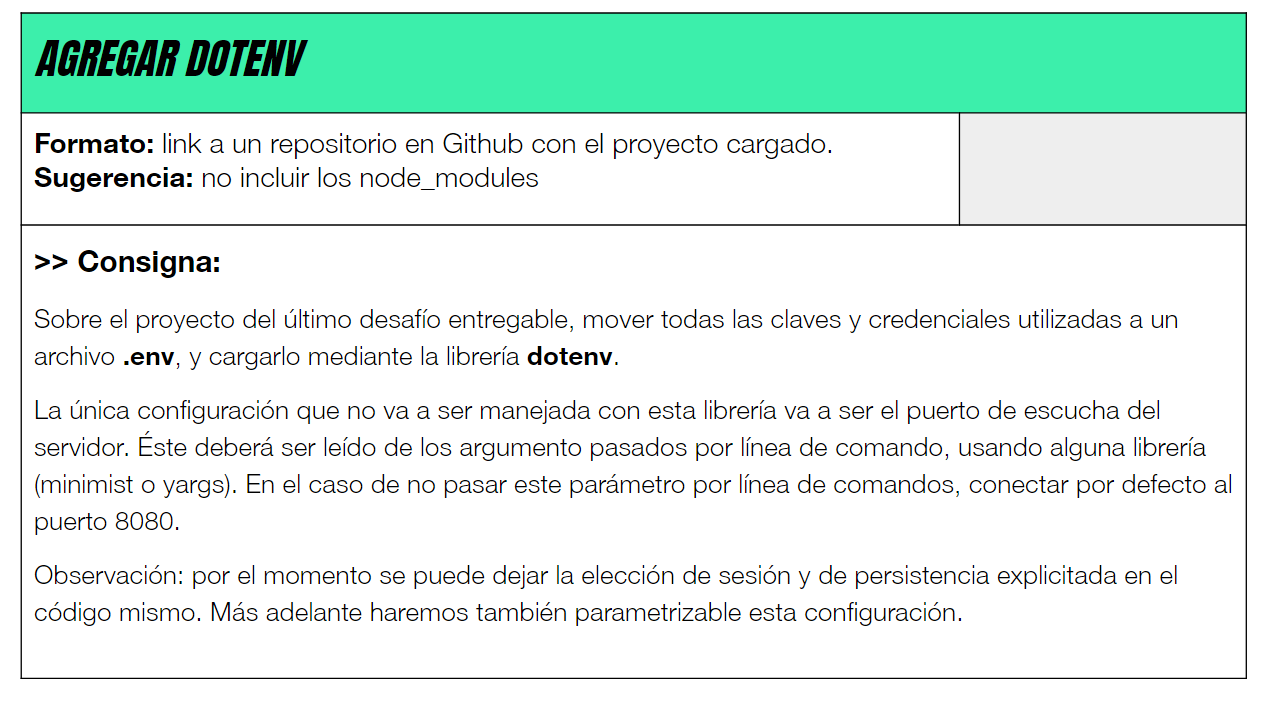 AGREGAR DOTENV
Formato: link a un repositorio en Github con el proyecto cargado.
Sugerencia: no incluir los node_modules
>> Consigna:
Sobre el proyecto del último desafío entregable, mover todas las claves y credenciales utilizadas a un
archivo .env, y cargarlo mediante la librería dotenv.
La única configuración que no va a ser manejada con esta librería va a ser el puerto de escucha del
servidor. Éste deberá ser leído de los argumento pasados por línea de comando, usando alguna librería
(minimist o yargs). En el caso de no pasar este parámetro por línea de comandos, conectar por defecto al
puerto 8080.
Observación: por el momento se puede dejar la elección de sesión y de persistencia explicitada en el
código mismo. Más adelante haremos también parametrizable esta configuración.